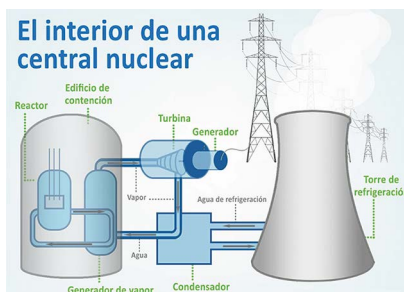 El interior de una
central nuclear
Edificio de
contención
Reactor
Turbina
Generador
Torre de
refrigeració
Vapor
Agua de refrigeración
Agua
Generador de vapor
Condensador